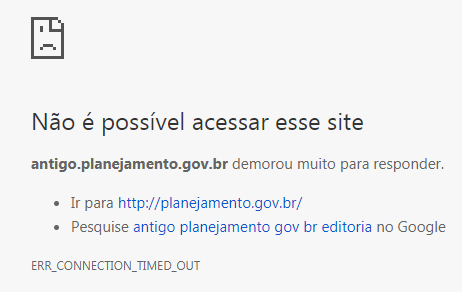 Não é possível acessar esse site
antigo.planejamento.gov.br demorou muito para responder.
• Ir para http://planejamento.gov.br/
• Pesquise antigo planejamento gov br editoria no Google
ERR_CONNECTION_TIMED_OUT